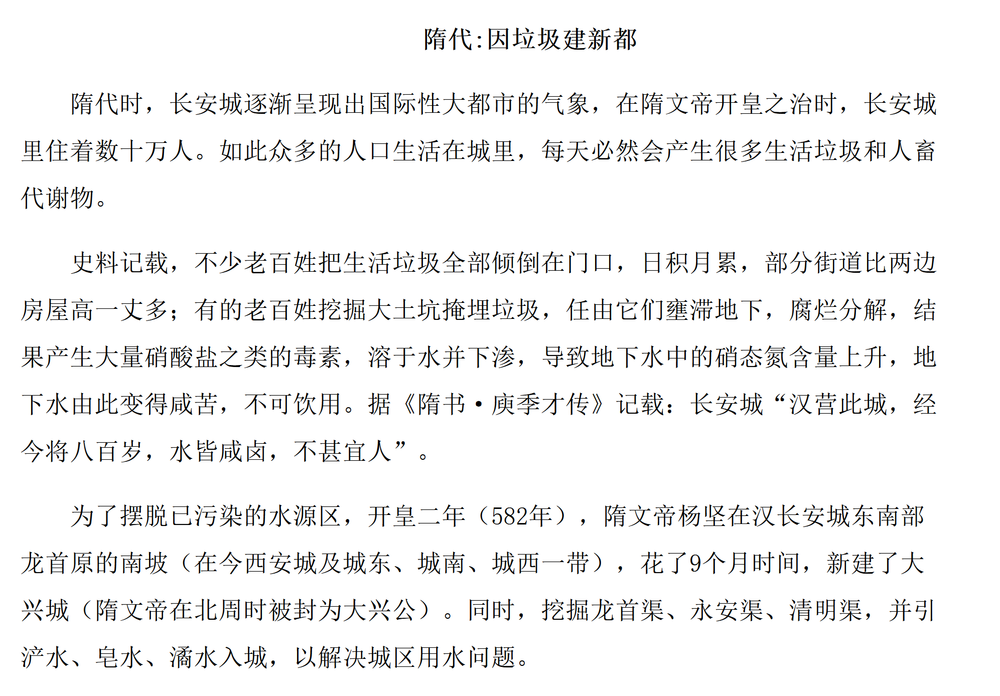 隋代:因垃圾建新都
隋代时，长安城逐渐呈现出国际性大都市的气象，在隋文帝开皇之治时，长安城
里住着数十万人。如此众多的人口生活在城里，每天必然会产生很多生活垃圾和人畜
代谢物。
史料记载，不少老百姓把生活垃圾全部倾倒在门口，日积月累，部分街道比两边
房屋高一丈多；有的老百姓挖掘大土坑掩埋垃圾，任由它们壅滞地下，腐烂分解，结
果产生大量硝酸盐之类的毒素，溶于水并下渗，导致地下水中的硝态氮含量上升，地
下水由此变得咸苦，不可饮用。据《隋书·庾季才传》记载：长安城“汉营此城，经
今将八百岁，水皆咸卤，不甚宜人”。
为了摆脱已污染的水源区，开皇二年（582年），隋文帝杨坚在汉长安城东南部
龙首原的南坡（在今西安城及城东、城南、城西一带），花了9个月时间，新建了大
兴城（隋文帝在北周时被封为大兴公）。同时，挖掘龙首渠、永安渠、清明渠，并引
浐水、皂水、潏水入城，以解决城区用水问题。